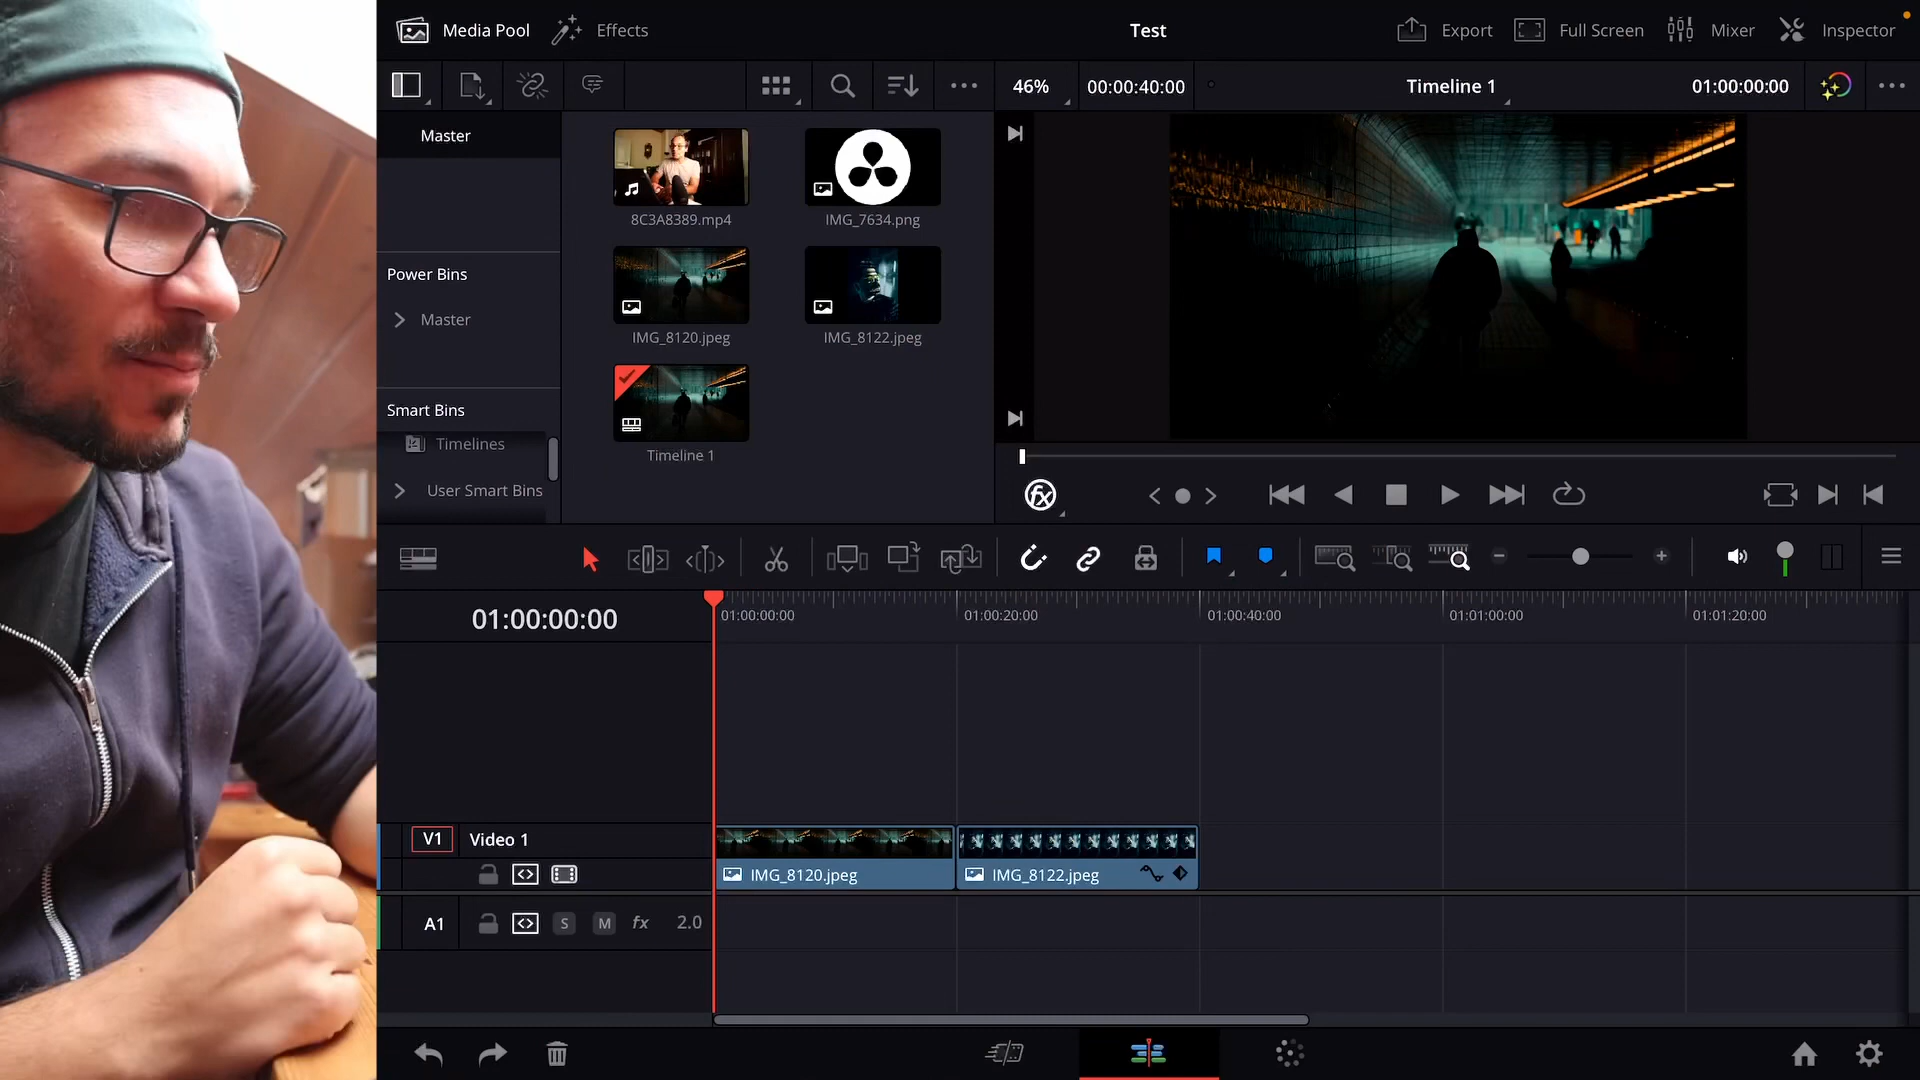 Media Pool Effects Test Export Full Screen Mixer Inspector
46% 00:00:40:00 Timeline 1 01:00:00:00
Master
8C3A8389.mp4 IMG_7634.png
Power Bins
Master
IMG_8120.jpeg IMG_8122.jpeg
Smart Bins
Timelines
Timeline 1
User Smart Bins
fx
01:00:00:00
01:00:00:00 01:00:20:00 01:00:40:00 01:01:00:00 01:01:20:00
V1 Video 1
IMG_8120.jpeg IMG_8122.jpeg
A1 S M fx 2.0